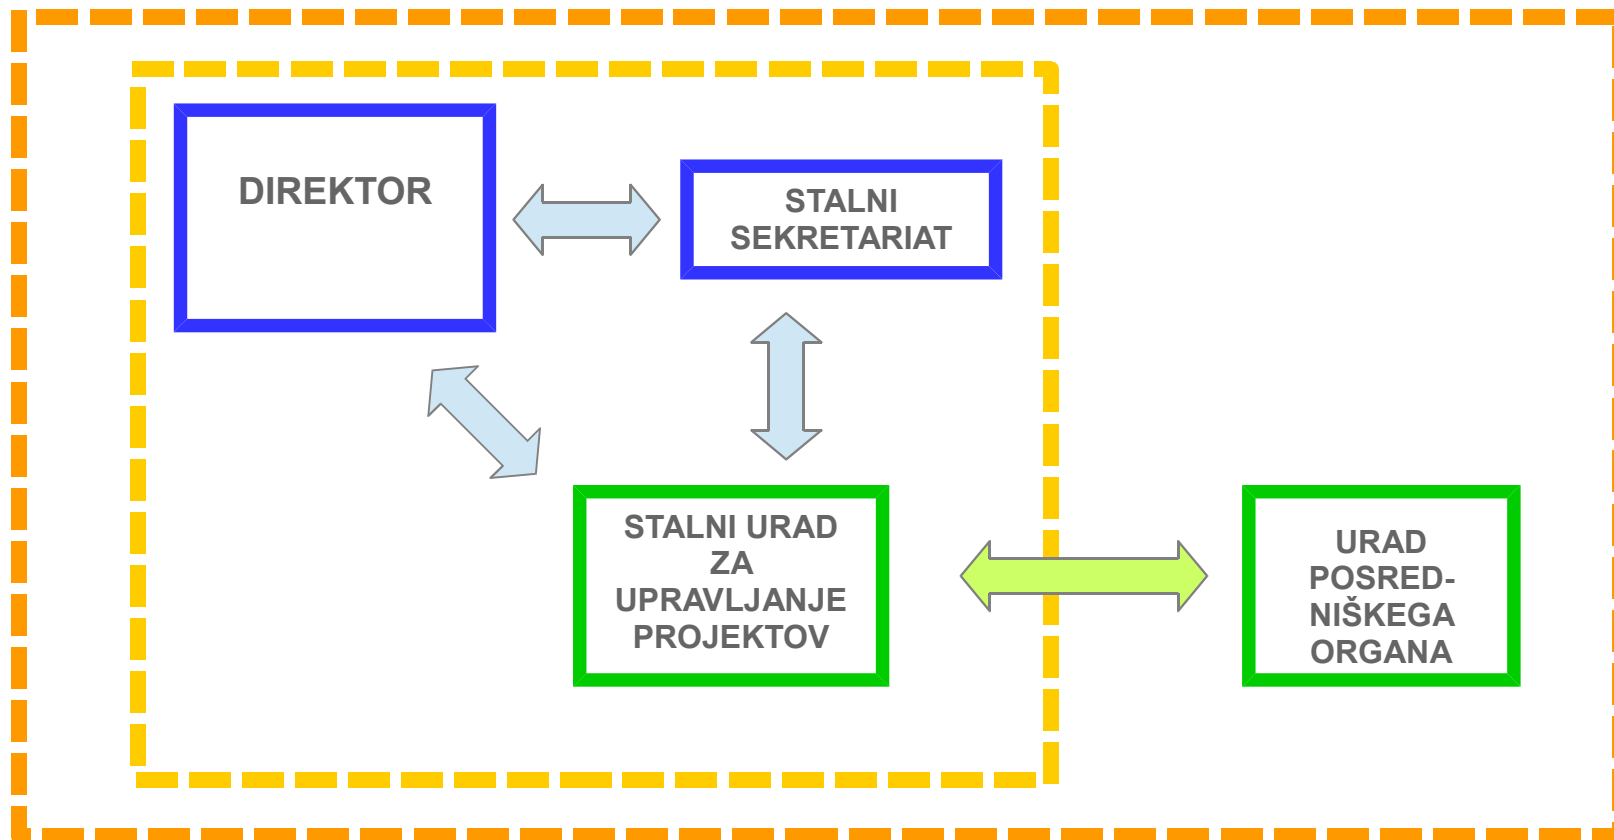 DIREKTOR
STALNI
SEKRETARIAT
STALNI URAD
ZA
UPRAVLJANJE
PROJEKTOV
URAD
POSRED-
NIŠKEGA
ORGANA